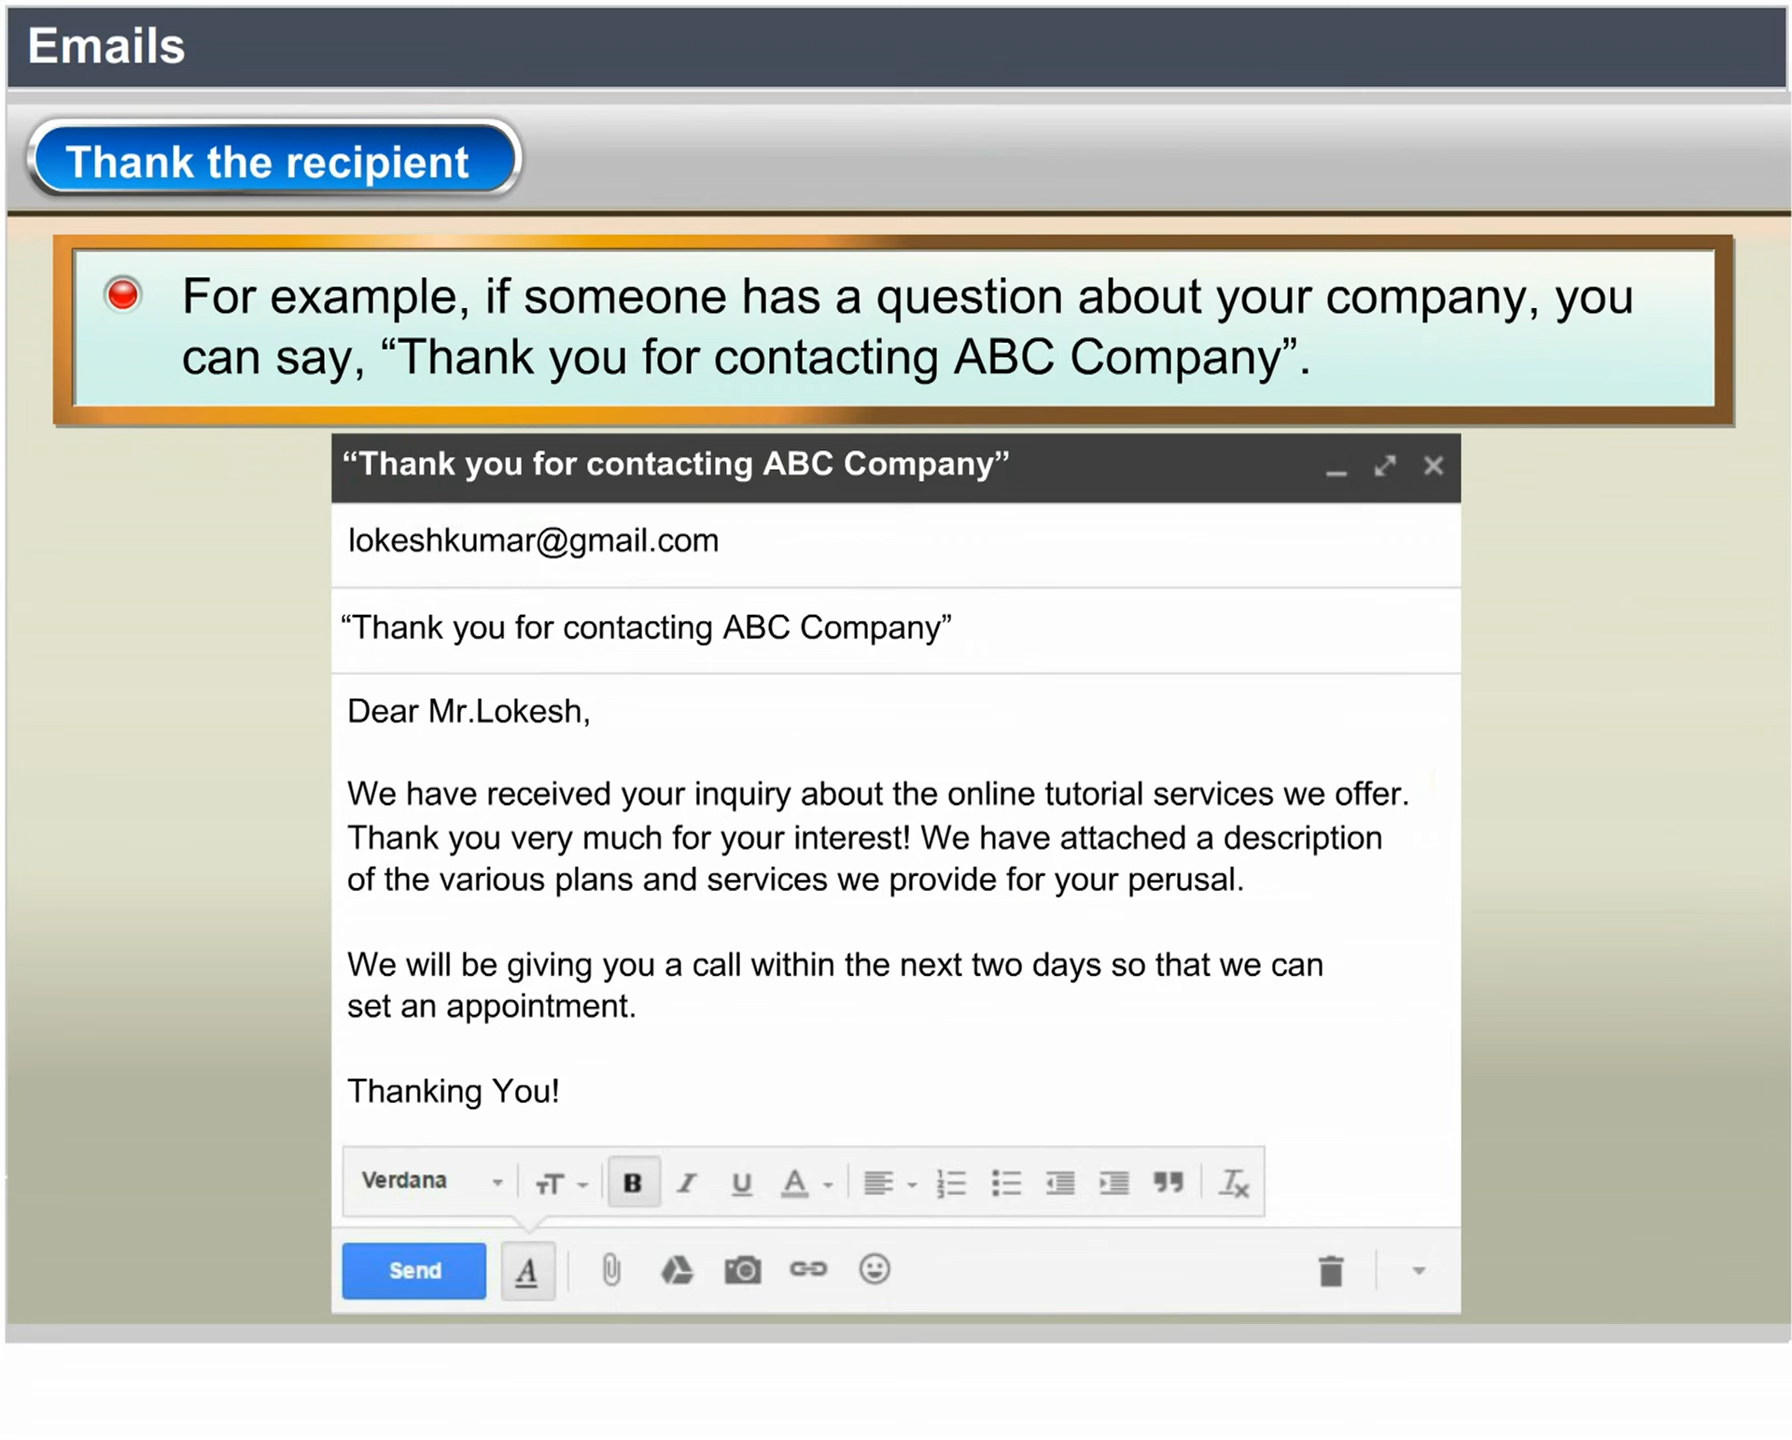 Emails
Thank the recipient
For example, if someone has a question about your company, you
can say, “Thank you for contacting ABC Company”.
“Thank you for contacting ABC Company”
lokeshkumar@gmail.com
“Thank you for contacting ABC Company”
Dear Mr.Lokesh,
We have received your inquiry about the online tutorial services we offer.
Thank you very much for your interest! We have attached a description
of the various plans and services we provide for your perusal.
We will be giving you a call within the next two days so that we can
set an appointment.
Thanking You!
Verdana
Send